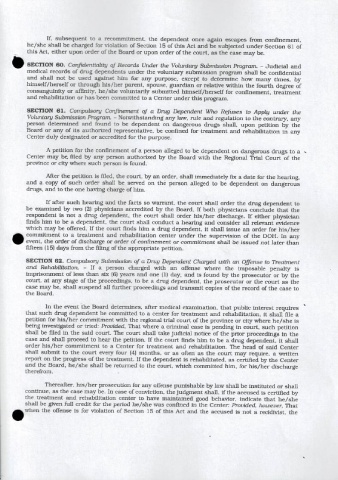 If, subsequent to a recommitment, the dependent once again escapes from confinement,
he/she shall be charged for violation of Section 15 of this Act and be subjected under Section 61 of
this Act, either upon order of the Board or upon order of the court, as the case may be.
SECTION 60. Confidentiality of Records Under the Voluntary Submission Program. – Judicial and
medical records of drug dependents under the voluntary submission program shall be confidential
and shall not be used against him for any purpose, except to determine how many times, by
himself/herself or through his/her parent, spouse, guardian or relative within the fourth degree of
consanguinity or affinity, he/she voluntarily submitted himself/herself for confinement, treatment
and rehabilitation or has been committed to a Center under this program.
SECTION 61. Compulsory Confinement of a Drug Dependent Who Refuses to Apply under the
Voluntary Submission Program. – Notwithstanding any law, rule and regulation to the contrary, any
person determined and found to be dependent on dangerous drugs shall, upon petition by the
Board or any of its authorized representative, be confined for treatment and rehabilitation in any
Center duly designated or accredited for the purpose.
A petition for the confinement of a person alleged to be dependent on dangerous drugs to a
Center may be filed by any person authorized by the Board with the Regional Trial Court of the
province or city where such person is found.
After the petition is filed, the court, by an order, shall immediately fix a date for the hearing,
and a copy of such order shall be served on the person alleged to be dependent on dangerous
drugs, and to the one having charge of him.
If after such hearing and the facts so warrant, the court shall order the drug dependent to
be examined by two (2) physicians accredited by the Board. If both physicians conclude that the
respondent is not a drug dependent, the court shall order his/her discharge. If either physician
finds him to be a dependent, the court shall conduct a hearing and consider all relevant evidence
which may be offered. If the court finds him a drug dependent, it shall issue an order for his/her
commitment to a treatment and rehabilitation center under the supervision of the DOH. In any
event, the order of discharge or order of confinement or commitment shall be issued not later than
fifteen (15) days from the filing of the appropriate petition.
SECTION 62. Compulsory Submission of a Drug Dependent Charged with an Offense to Treatment
and Rehabilitation. – If a person charged with an offense where the imposable penalty is
imprisonment of less than six (6) years and one (1) day, and is found by the prosecutor or by the
court, at any stage of the proceedings, to be a drug dependent, the prosecutor or the court as the
case may be, shall suspend all further proceedings and transmit copies of the record of the case to
the Board.
In the event the Board determines, after medical examination, that public interest requires
that such drug dependent be committed to a center for treatment and rehabilitation, it shall file a
petition for his/her commitment with the regional trial court of the province or city where he/she is
being investigated or tried: Provided, That where a criminal case is pending in court, such petition
shall be filed in the said court. The court shall take judicial notice of the prior proceedings in the
case and shall proceed to hear the petition. If the court finds him to be a drug dependent, it shall
order his/her commitment to a Center for treatment and rehabilitation. The head of said Center
shall submit to the court every four (4) months, or as often as the court may require, a written
report on the progress of the treatment. If the dependent is rehabilitated, as certified by the Center
and the Board, he/she shall be returned to the court, which committed him, for his/her discharge
therefrom.
Thereafter, his/her prosecution for any offense punishable by law shall be instituted or shall
continue, as the case may be. In case of conviction, the judgment shall, if the accused is certified by
the treatment and rehabilitation center to have maintained good behavior, indicate that he/she
shall be given full credit for the period he/she was confined in the Center: Provided, however, That
when the offense is for violation of Section 15 of this Act and the accused is not a recidivist, the